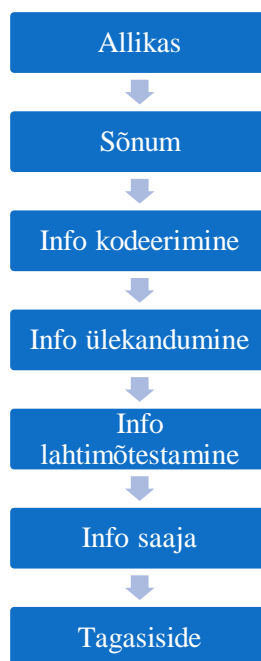 Allikas
Sõnum
Info kodeerimine
Info ülekandumine
Info
lahtimõtestamine
Info saaja
Tagasiside